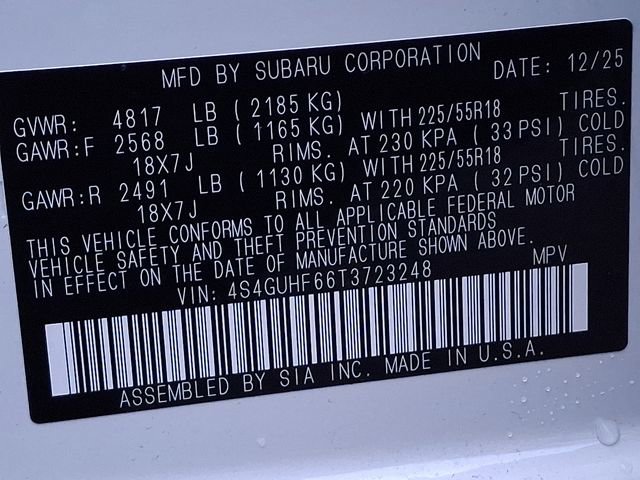 MFD BY SUBARU CORPORATION DATE: 12/25
GVWR: 4817 LB ( 2185 KG)
GAWR:F 2568 LB ( 1165 KG) WITH 225/55R18 TIRES.
18X7J RIMS. AT 230 KPA ( 33 PSI) COLD
GAWR:R 2491 LB ( 1130 KG) WITH 225/55R18 TIRES.
18X7J RIMS. AT 220 KPA ( 32 PSI) COLD
THIS VEHICLE CONFORMS TO ALL APPLICABLE FEDERAL MOTOR
VEHICLE SAFETY AND THEFT PREVENTION STANDARDS
IN EFFECT ON THE DATE OF MANUFACTURE SHOWN ABOVE.
VIN: 4S4GUHF66T3723248 MPV
ASSEMBLED BY SIA INC. MADE IN U.S.A.